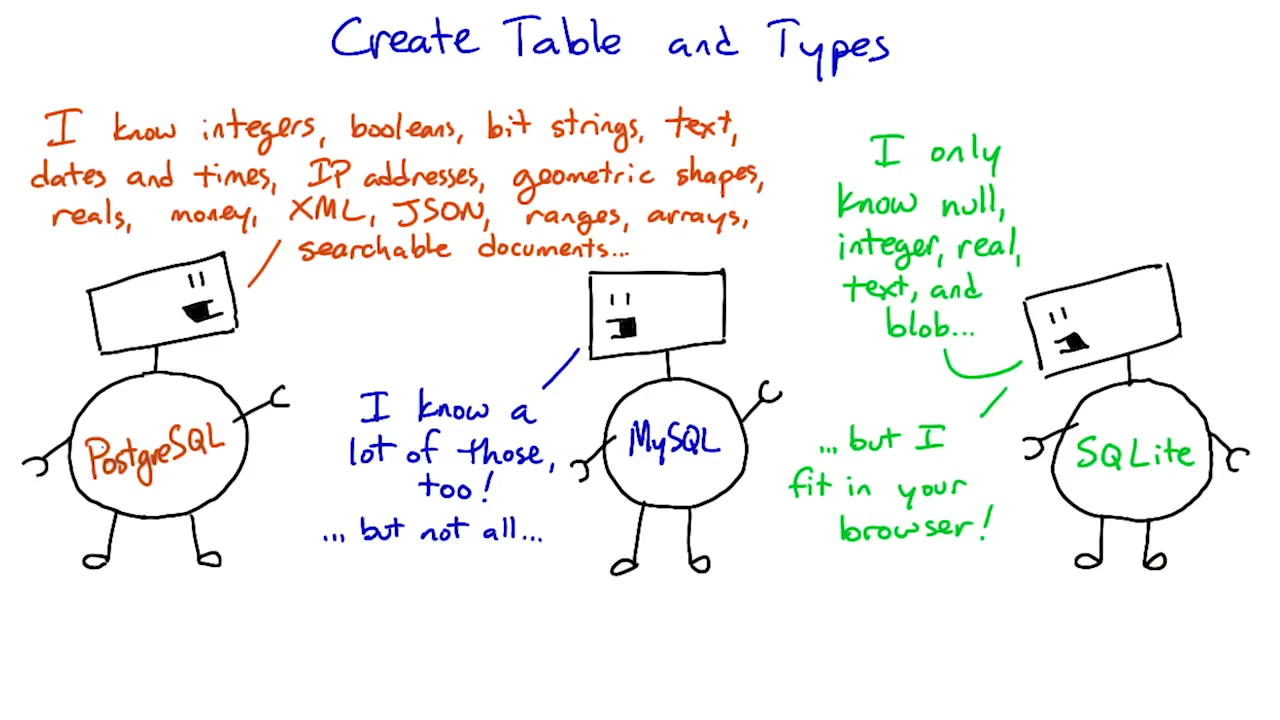 Create Table and Types
I know integers, booleans, bit strings, text,
dates and times, IP addresses, geometric shapes,
reals, money, XML, JSON, ranges, arrays,
searchable documents...
PostgreSQL
I know a
lot of those,
too!
... but not all...
MySQL
I only
know null,
integer, real,
text, and
blob...
...but I
fit in your
browser!
SQLite